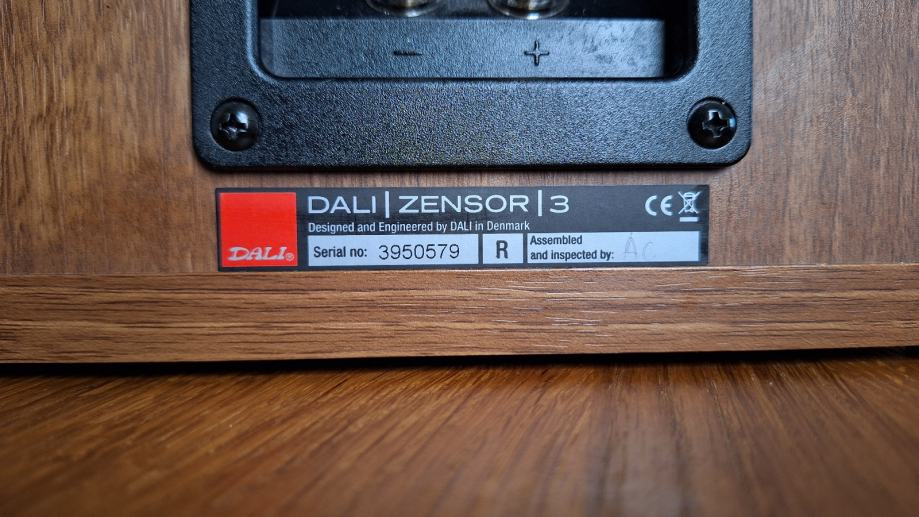 − +
DALI | ZENSOR | 3
Designed and Engineered by DALI in Denmark
DALI®
Serial no: 3950579
R
Assembled
and inspected by: AC
CE